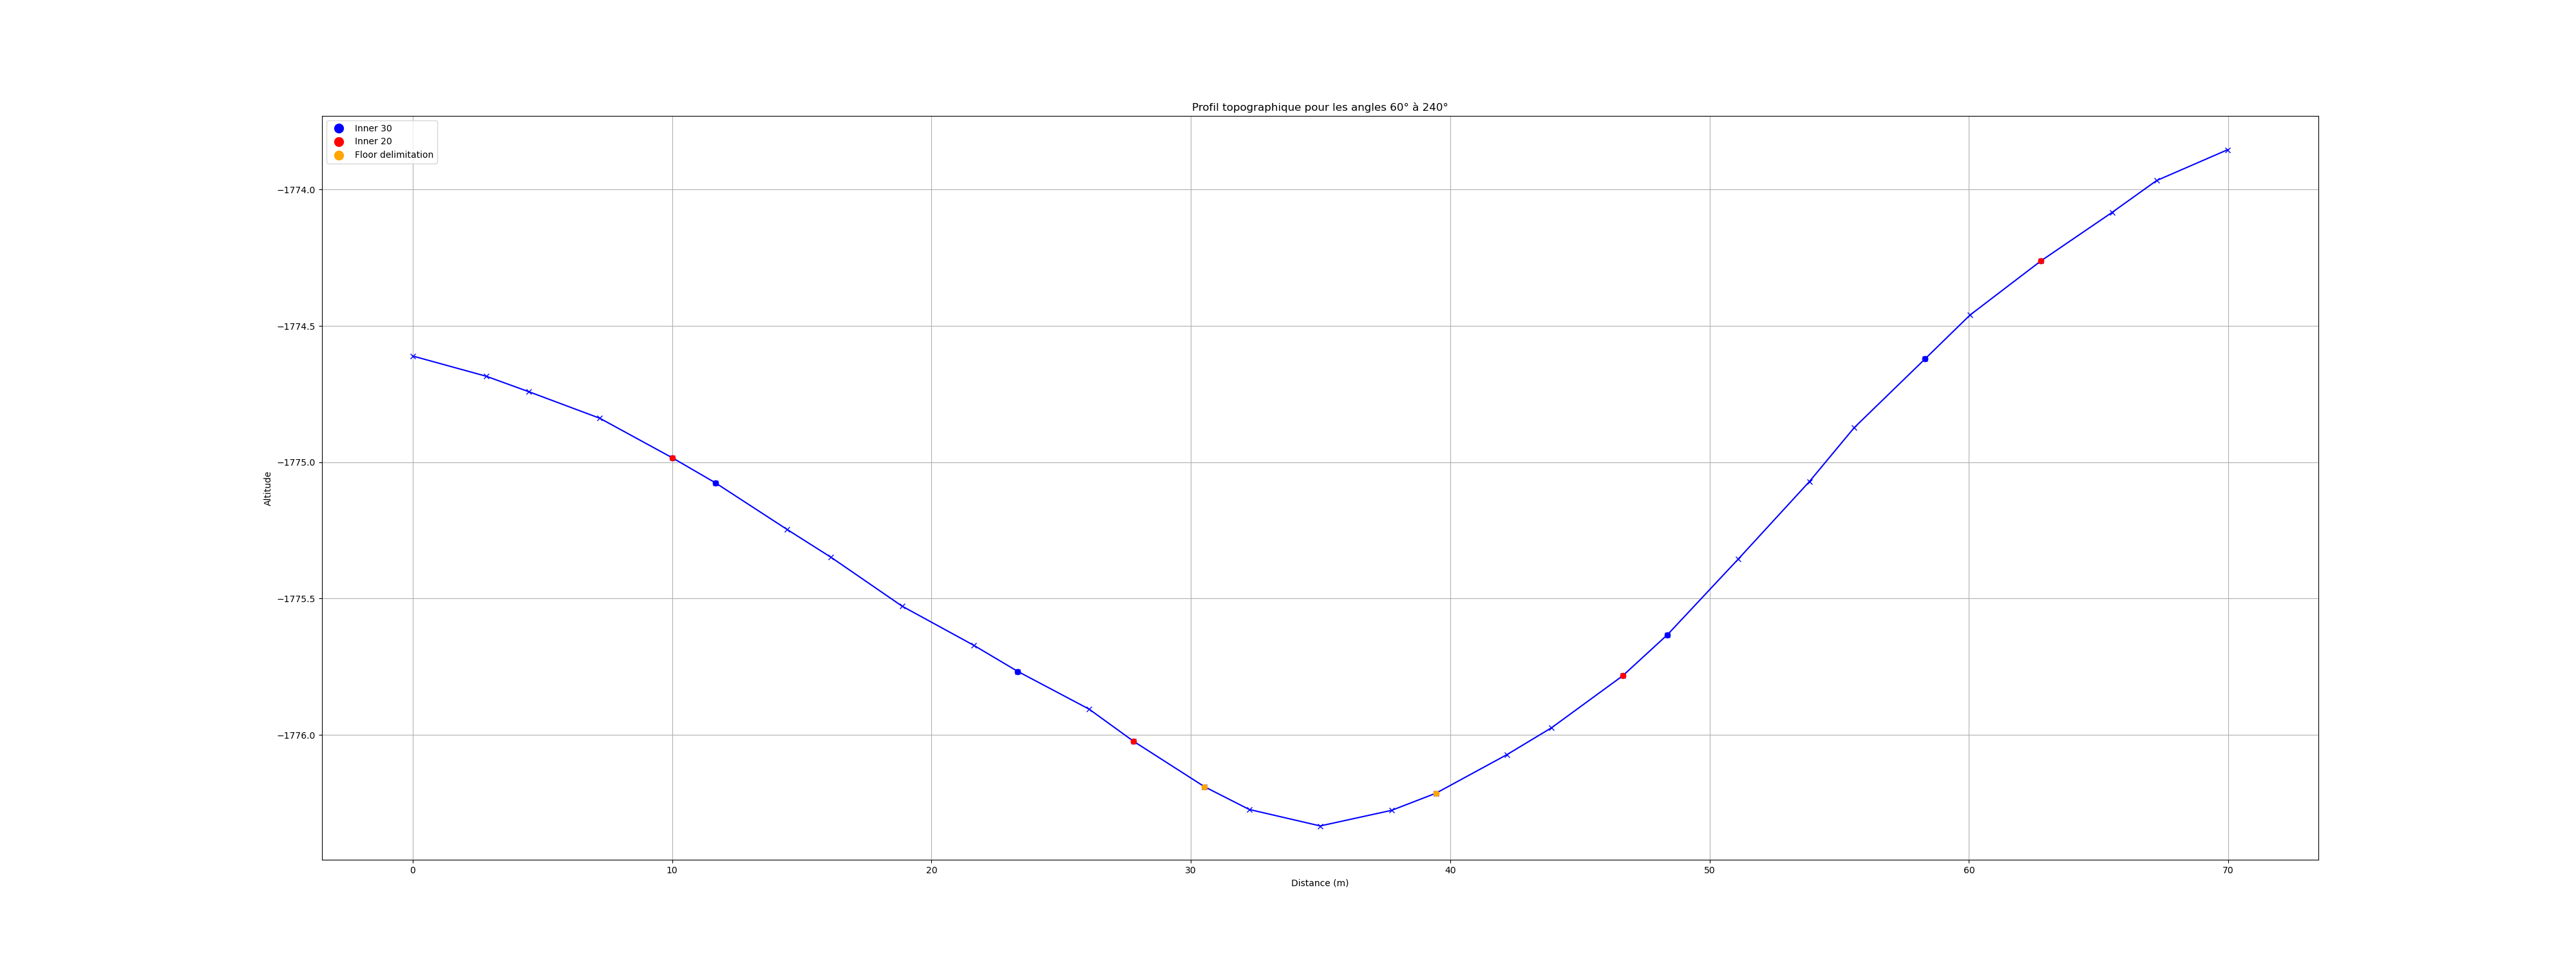 Profil topographique pour les angles 60° à 240°
Inner 30
Inner 20
Floor delimitation
−1774.0
−1774.5
−1775.0
−1775.5
−1776.0
Altitude
0 10 20 30 40 50 60 70
Distance (m)